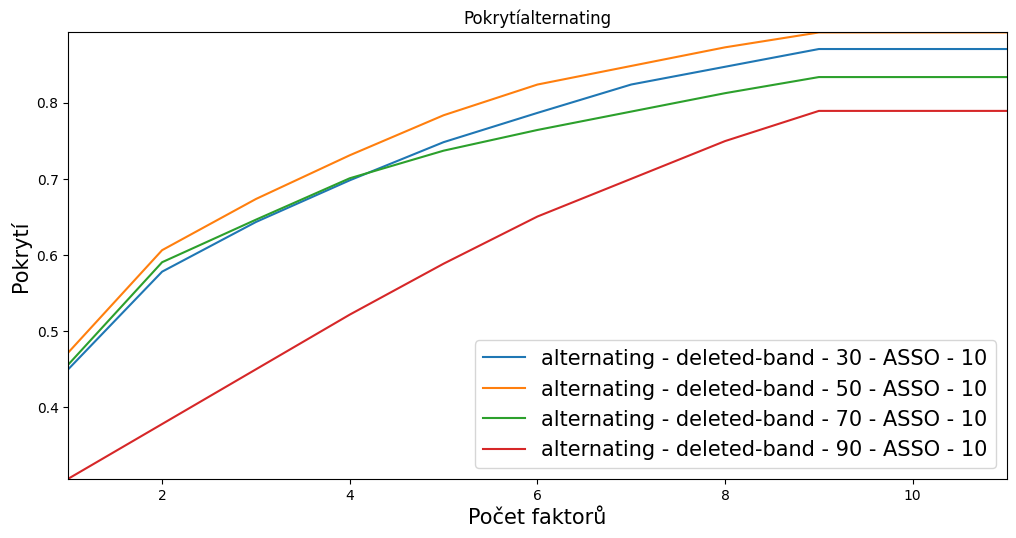 Pokrytíalternating
Pokrytí
0.8
0.7
0.6
0.5
0.4
alternating - deleted-band - 30 - ASSO - 10
alternating - deleted-band - 50 - ASSO - 10
alternating - deleted-band - 70 - ASSO - 10
alternating - deleted-band - 90 - ASSO - 10
2 4 6 8 10
Počet faktorů